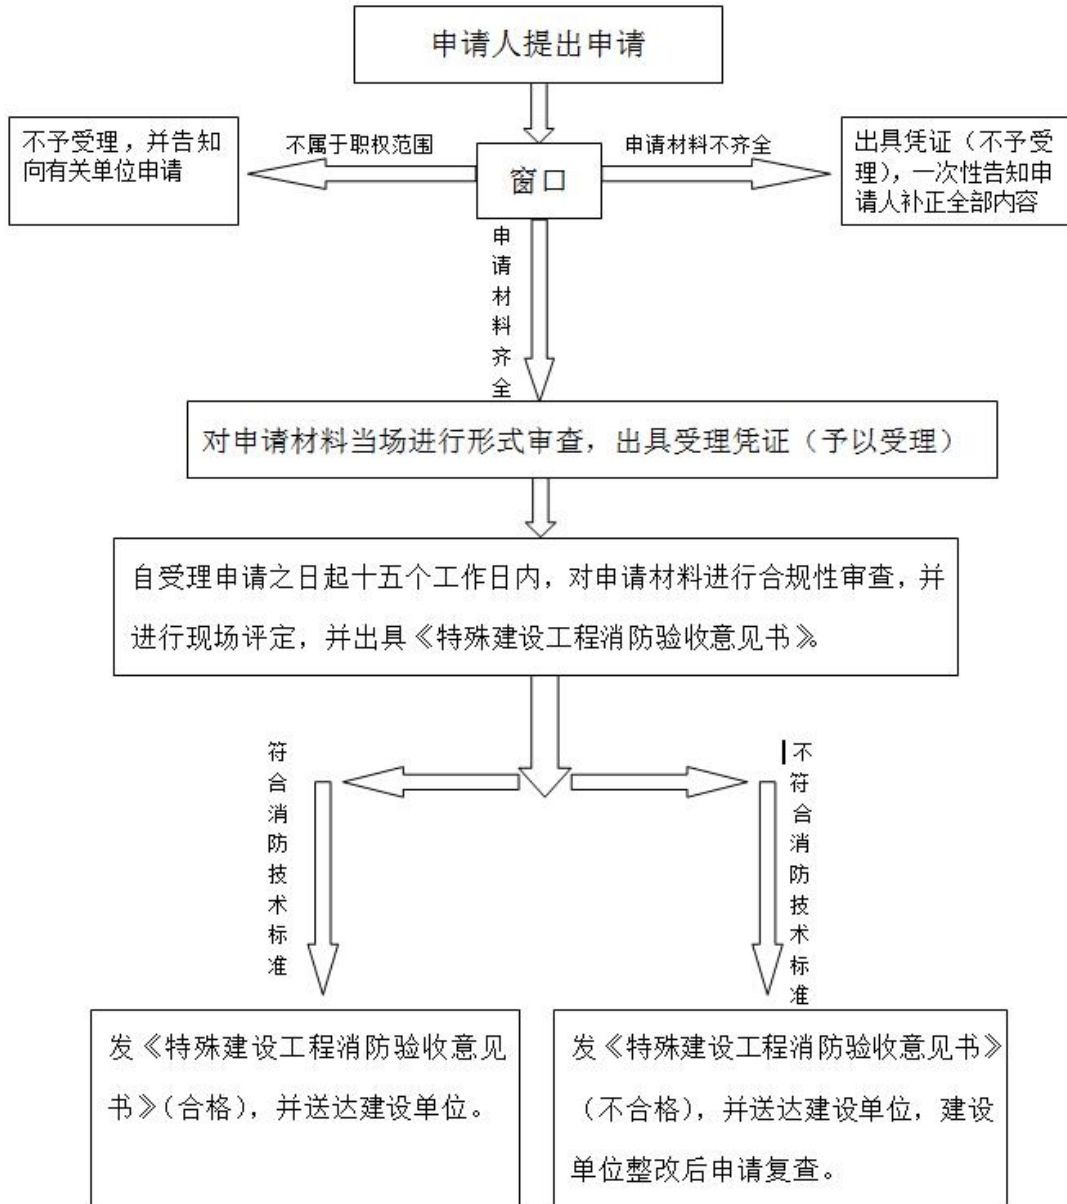 申请人提出申请
不予受理，并告知
向有关单位申请
不属于职权范围
窗口
申请材料不齐全
出具凭证（不予受
理），一次性告知申
请人补正全部内容
申请材料齐全
对申请材料当场进行形式审查，出具受理凭证（予以受理）
自受理申请之日起十五个工作日内，对申请材料进行合规性审查，并
进行现场评定，并出具《特殊建设工程消防验收意见书》。
符合消防技术标准
不符合消防技术标准
发《特殊建设工程消防验收意见
书》（合格），并送达建设单位。
发《特殊建设工程消防验收意见书》
（不合格），并送达建设单位，建设
单位整改后申请复查。